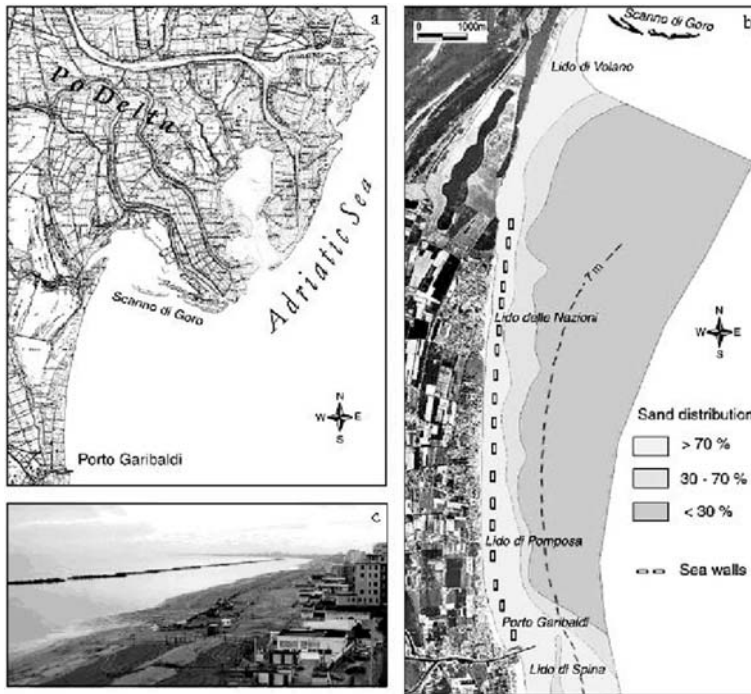 a
Po Delta
Adriatic Sea
Scanno di Goro
N
W E
S
Porto Garibaldi
b
0 1000m
Scanno di Goro
Lido di Volano
7 m
Lido delle Nazioni
N
W E
S
Sand distribution
> 70 %
30 - 70 %
< 30 %
Lido di Pomposa
Sea walls
Porto Garibaldi
Lido di Spina
c